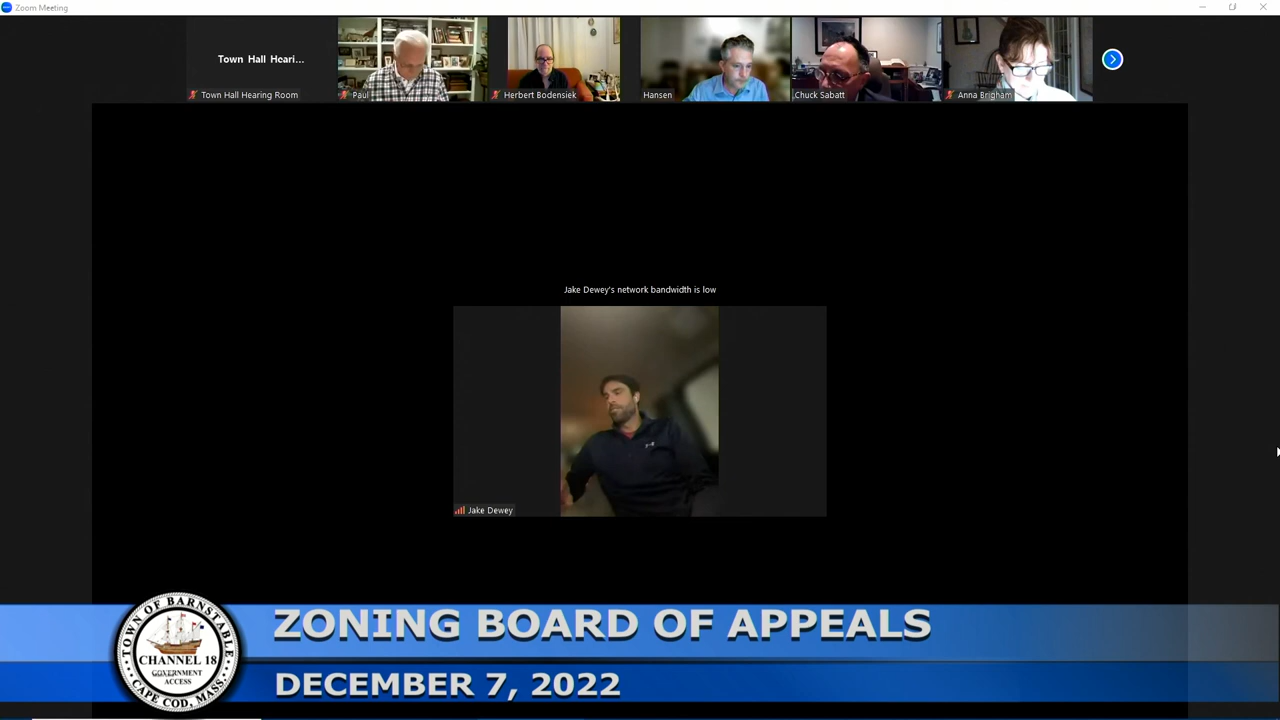 Zoom Meeting
Town Hall Heari...
Town Hall Hearing Room
Paul
Herbert Bodensiek
Hansen
Chuck Sabatt
Anna Brigham
Jake Dewey's network bandwidth is low
Jake Dewey
TOWN OF BARNSTABLE
CHANNEL 18
GOVERNMENT
ACCESS
CAPE COD, MASS.
ZONING BOARD OF APPEALS
DECEMBER 7, 2022